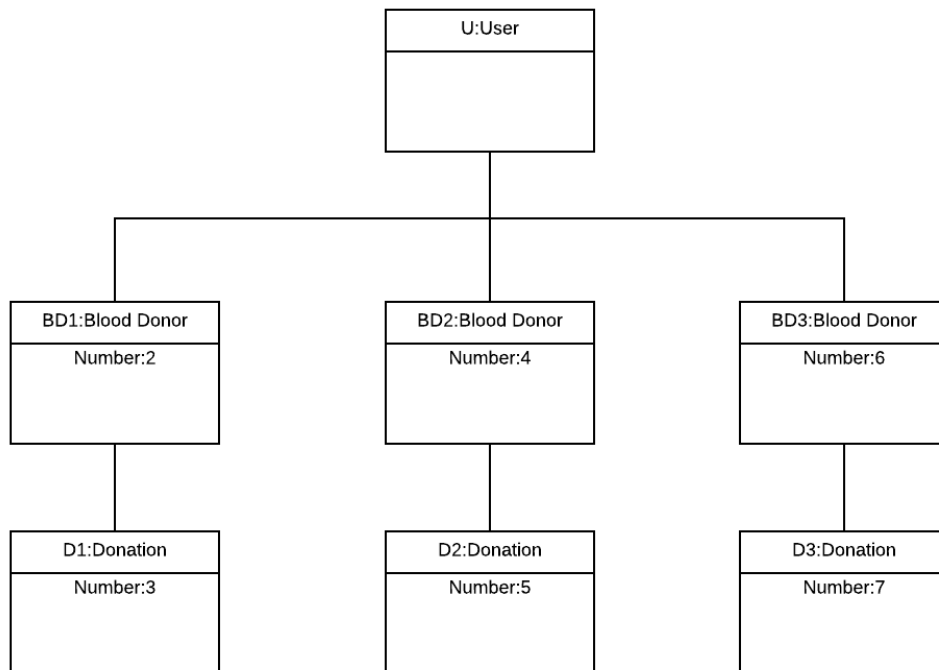 U:User
BD1:Blood Donor
Number:2
BD2:Blood Donor
Number:4
BD3:Blood Donor
Number:6
D1:Donation
Number:3
D2:Donation
Number:5
D3:Donation
Number:7